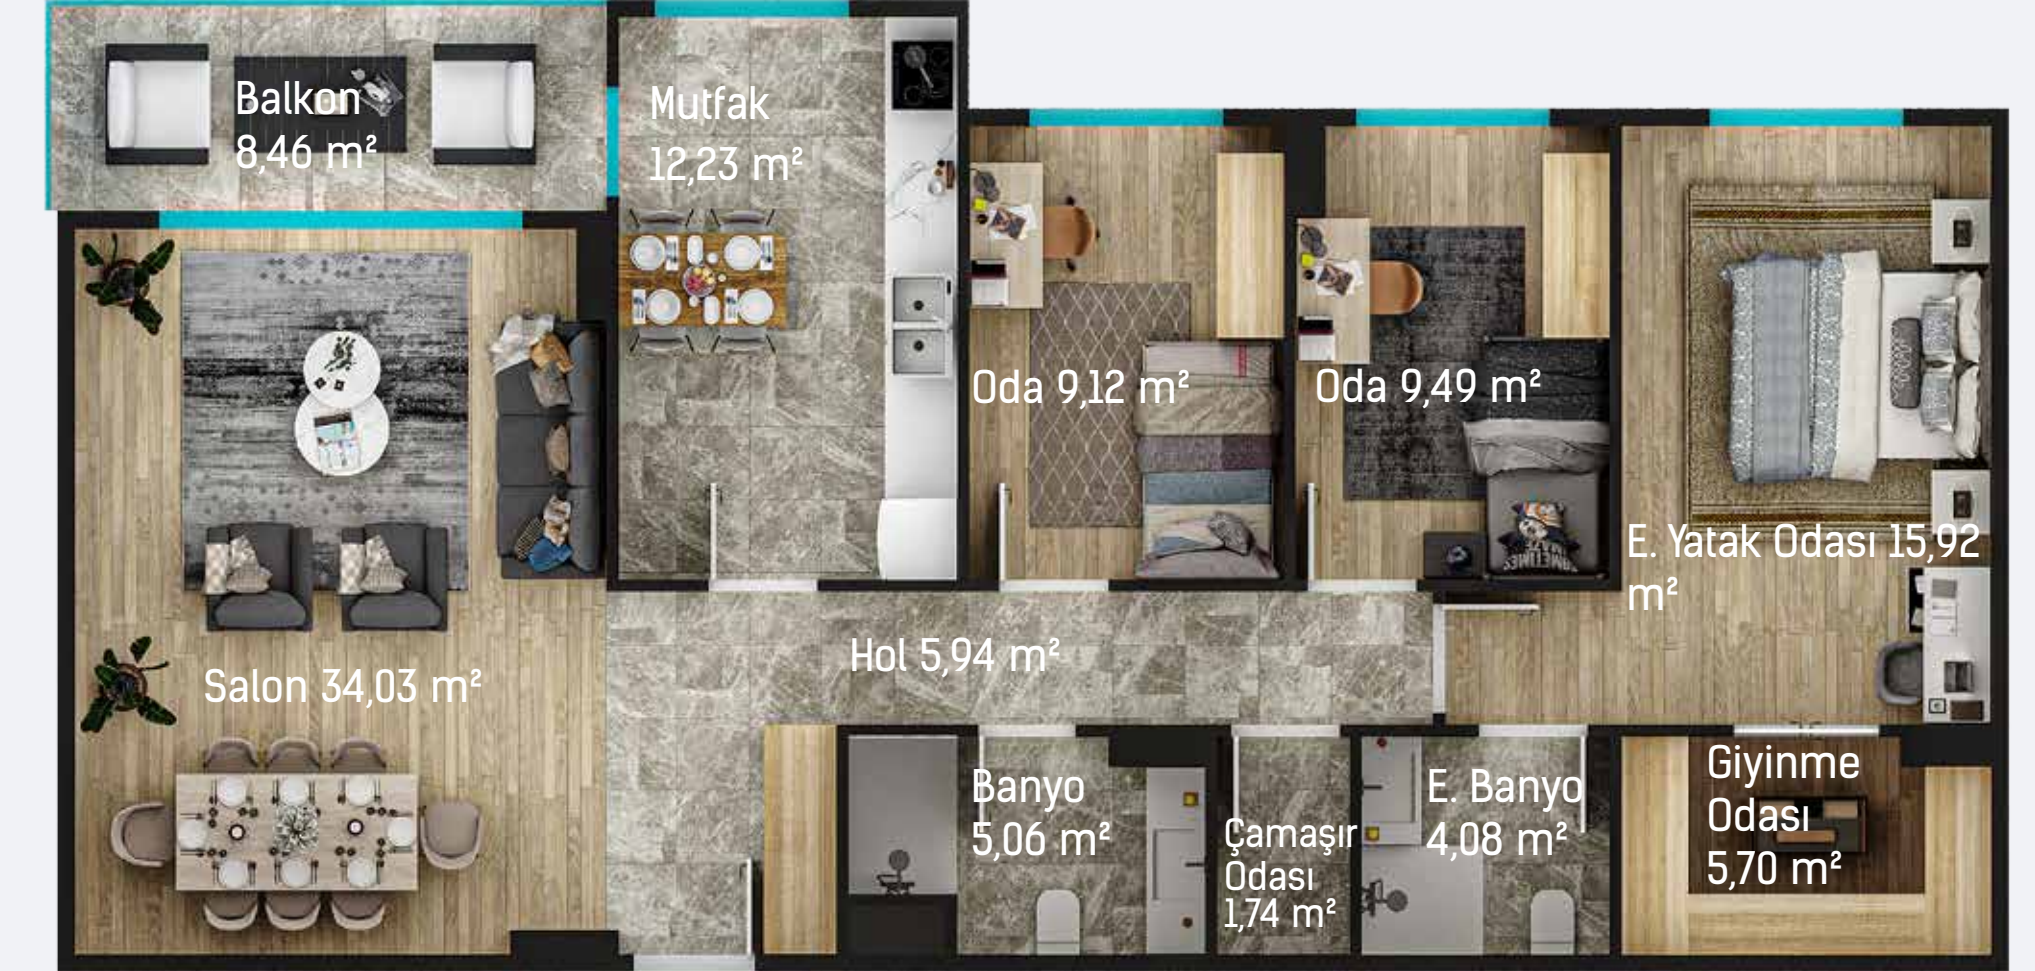 Balkon
8,46 m²
Mutfak
12,23 m²
Oda 9,12 m²
Oda 9,49 m²
E. Yatak Odası 15,92
m²
Hol 5,94 m²
Salon 34,03 m²
Banyo
5,06 m²
Çamaşır
Odası
1,74 m²
E. Banyo
4,08 m²
Giyinme
Odası
5,70 m²